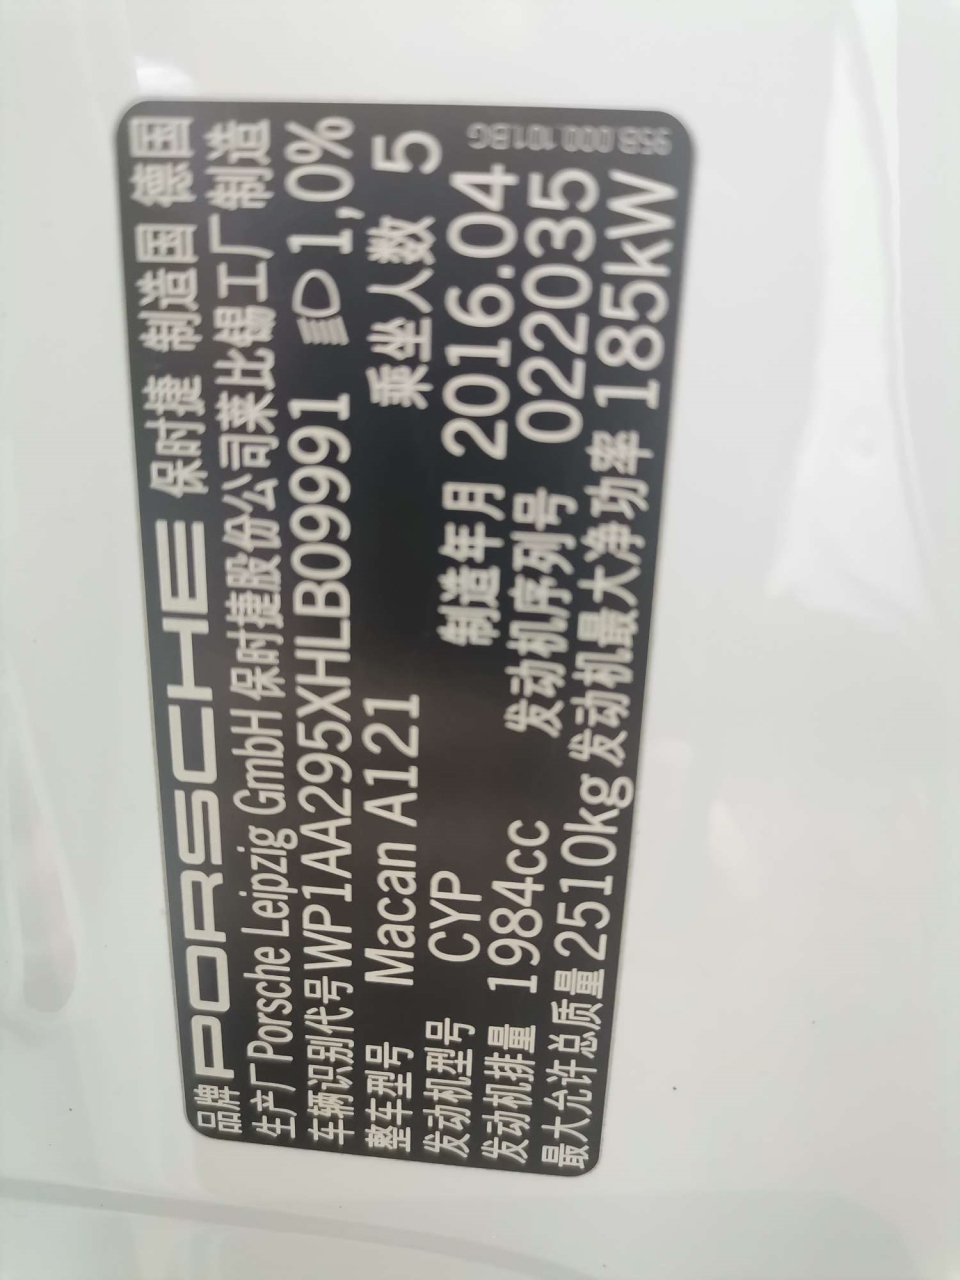 品牌 PORSCHE 保时捷 制造国 德国
生产厂 Porsche Leipzig GmbH 保时捷股份公司莱比锡工厂制造
车辆识别代号 WP1AA295XHLB09991 1,0%
整车型号 Macan A121 乘坐人数 5
发动机型号 CYP 制造年月 2016.04
发动机排量 1984cc 发动机序列号 022035
最大允许总质量 2510kg 发动机最大净功率 185kW
95B.000.101.BG